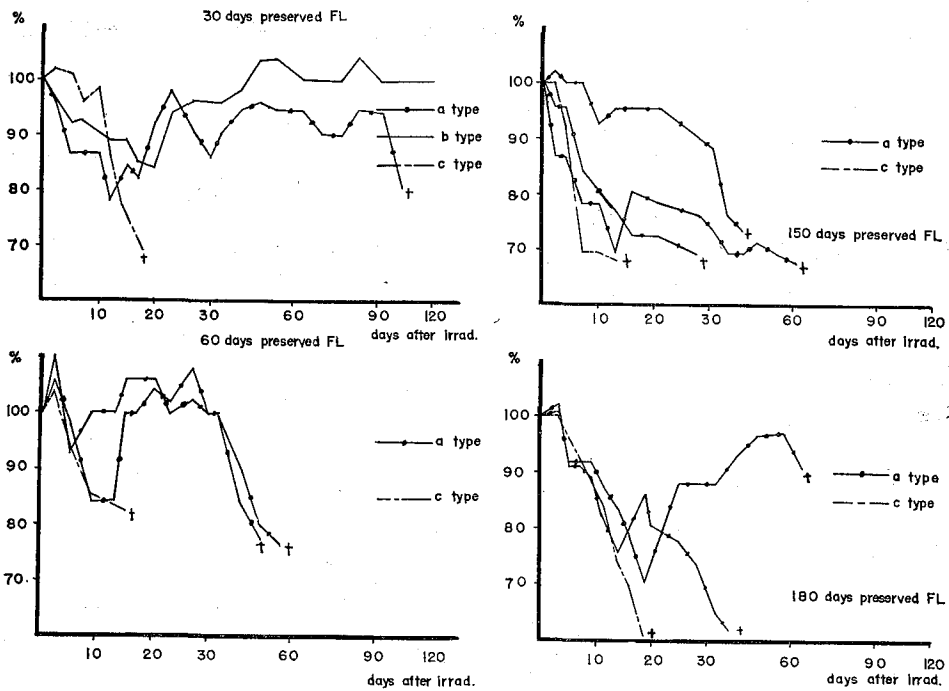 30 days preserved FL
%
100
90
80
70
a type
b type
c type
†
†
10 20 30 60 90 120
days after irrad.
%
100
90
80
70
a type
c type
150 days preserved FL
†
†
†
†
10 20 30 60 90 120
days after irrad.
60 days preserved FL
%
100
90
80
70
a type
c type
†
†
†
10 20 30 60 90 120
days after irrad.
%
100
90
80
70
a type
c type
180 days preserved FL
†
†
†
10 20 30 60 90 120
days after irrad.